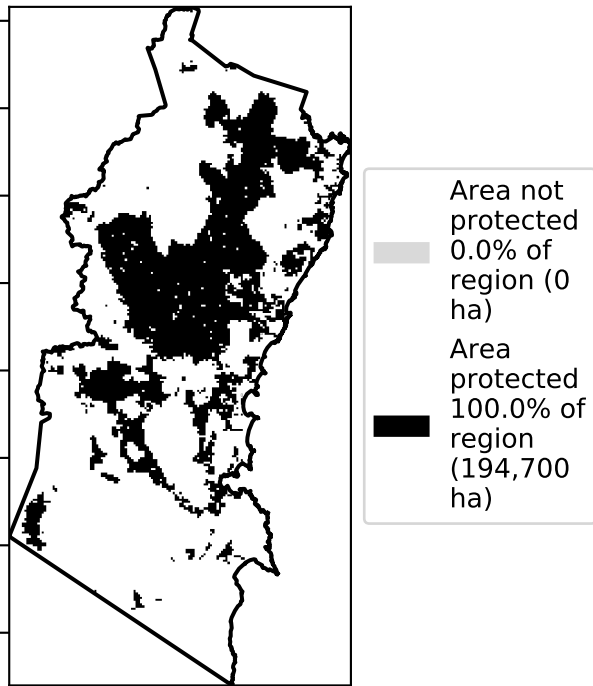 Area not
protected
0.0% of
region (0
ha)
Area
protected
100.0% of
region
(194,700
ha)